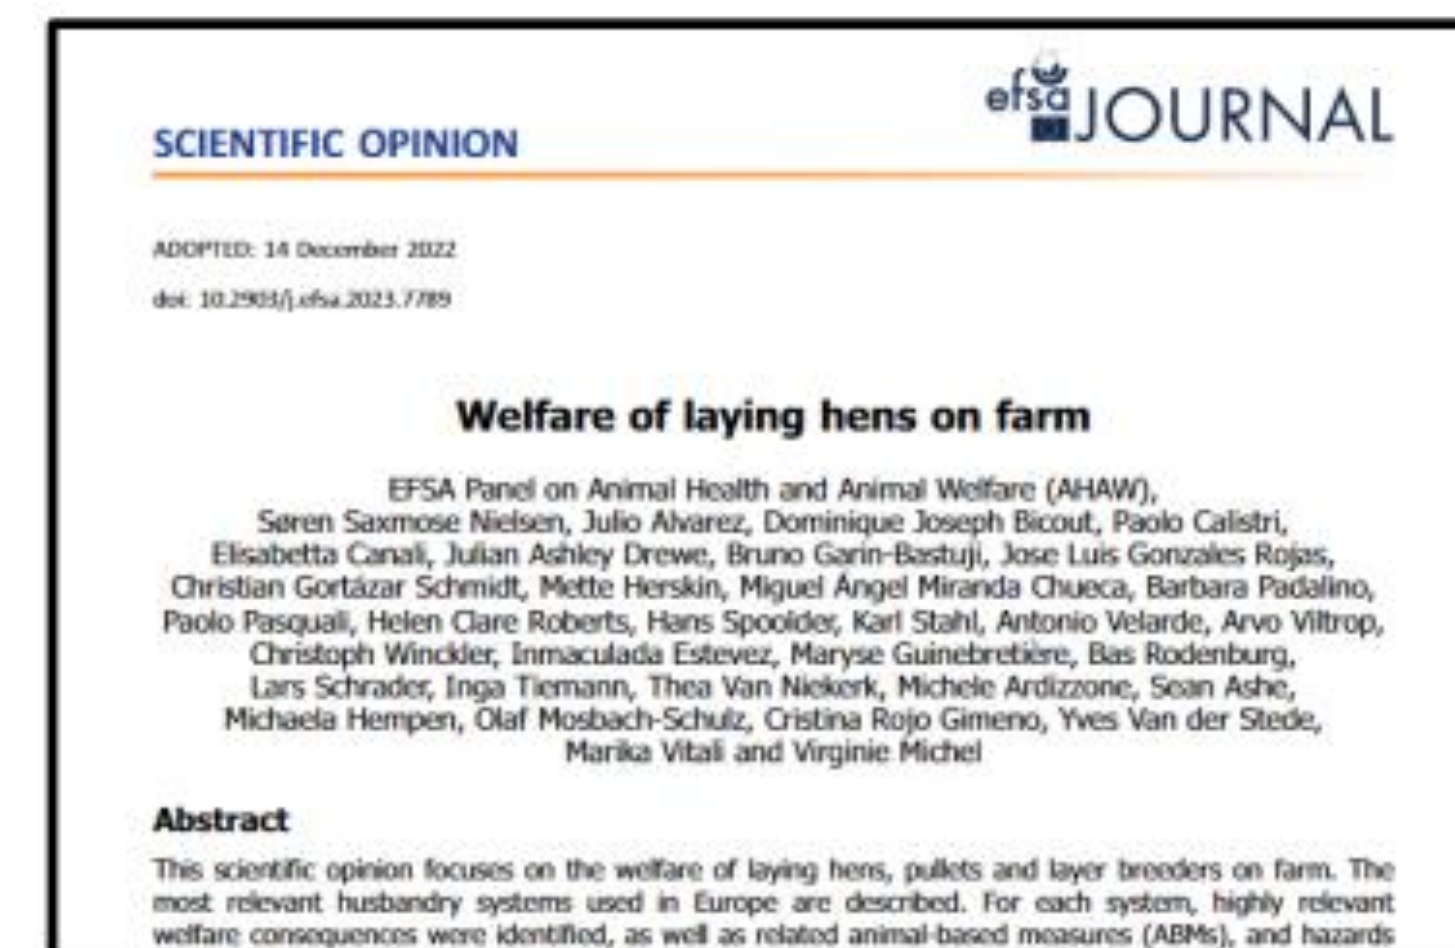 efsa JOURNAL
SCIENTIFIC OPINION
ADOPTED: 14 December 2022
doi: 10.2903/j.efsa.2023.7789
Welfare of laying hens on farm
EFSA Panel on Animal Health and Animal Welfare (AHAW),
Søren Saxmose Nielsen, Julio Alvarez, Dominique Joseph Bicout, Paolo Calistri,
Elisabetta Canali, Julian Ashley Drewe, Bruno Garin-Bastuji, Jose Luis Gonzales Rojas,
Christian Gortázar Schmidt, Mette Herskin, Miguel Ángel Miranda Chueca, Barbara Padalino,
Paolo Pasquali, Helen Clare Roberts, Hans Spoolder, Karl Stahl, Antonio Velarde, Arvo Viltrop,
Christoph Winckler, Inmaculada Estevez, Maryse Guinebretière, Bas Rodenburg,
Lars Schrader, Inga Tiemann, Thea Van Niekerk, Michele Ardizzone, Sean Ashe,
Michaela Hempen, Olaf Mosbach-Schulz, Cristina Rojo Gimeno, Yves Van der Stede,
Marika Vitali and Virginie Michel
Abstract
This scientific opinion focuses on the welfare of laying hens, pullets and layer breeders on farm. The
most relevant husbandry systems used in Europe are described. For each system, highly relevant
welfare consequences were identified, as well as related animal-based measures (ABMs), and hazards